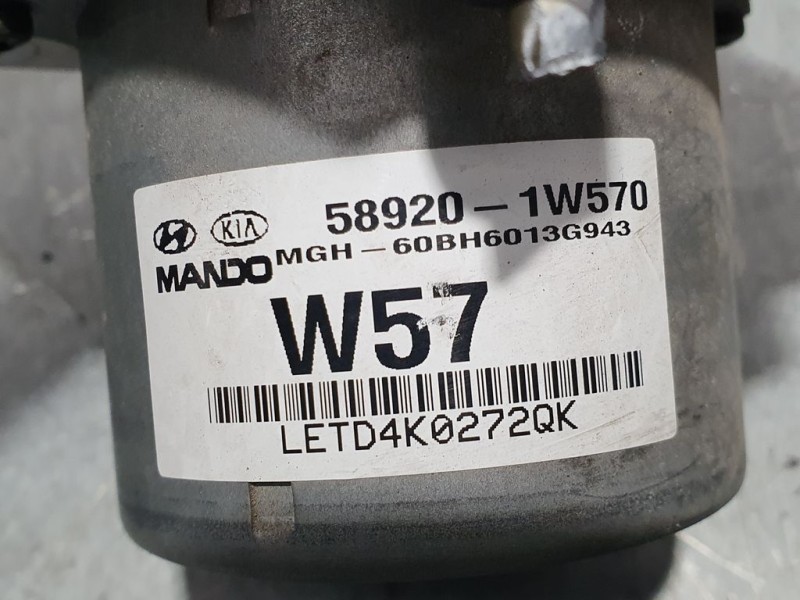 KIA 58920-1W570
MANDO MGH-60BH6013G943
W57
LETD4K0272QK